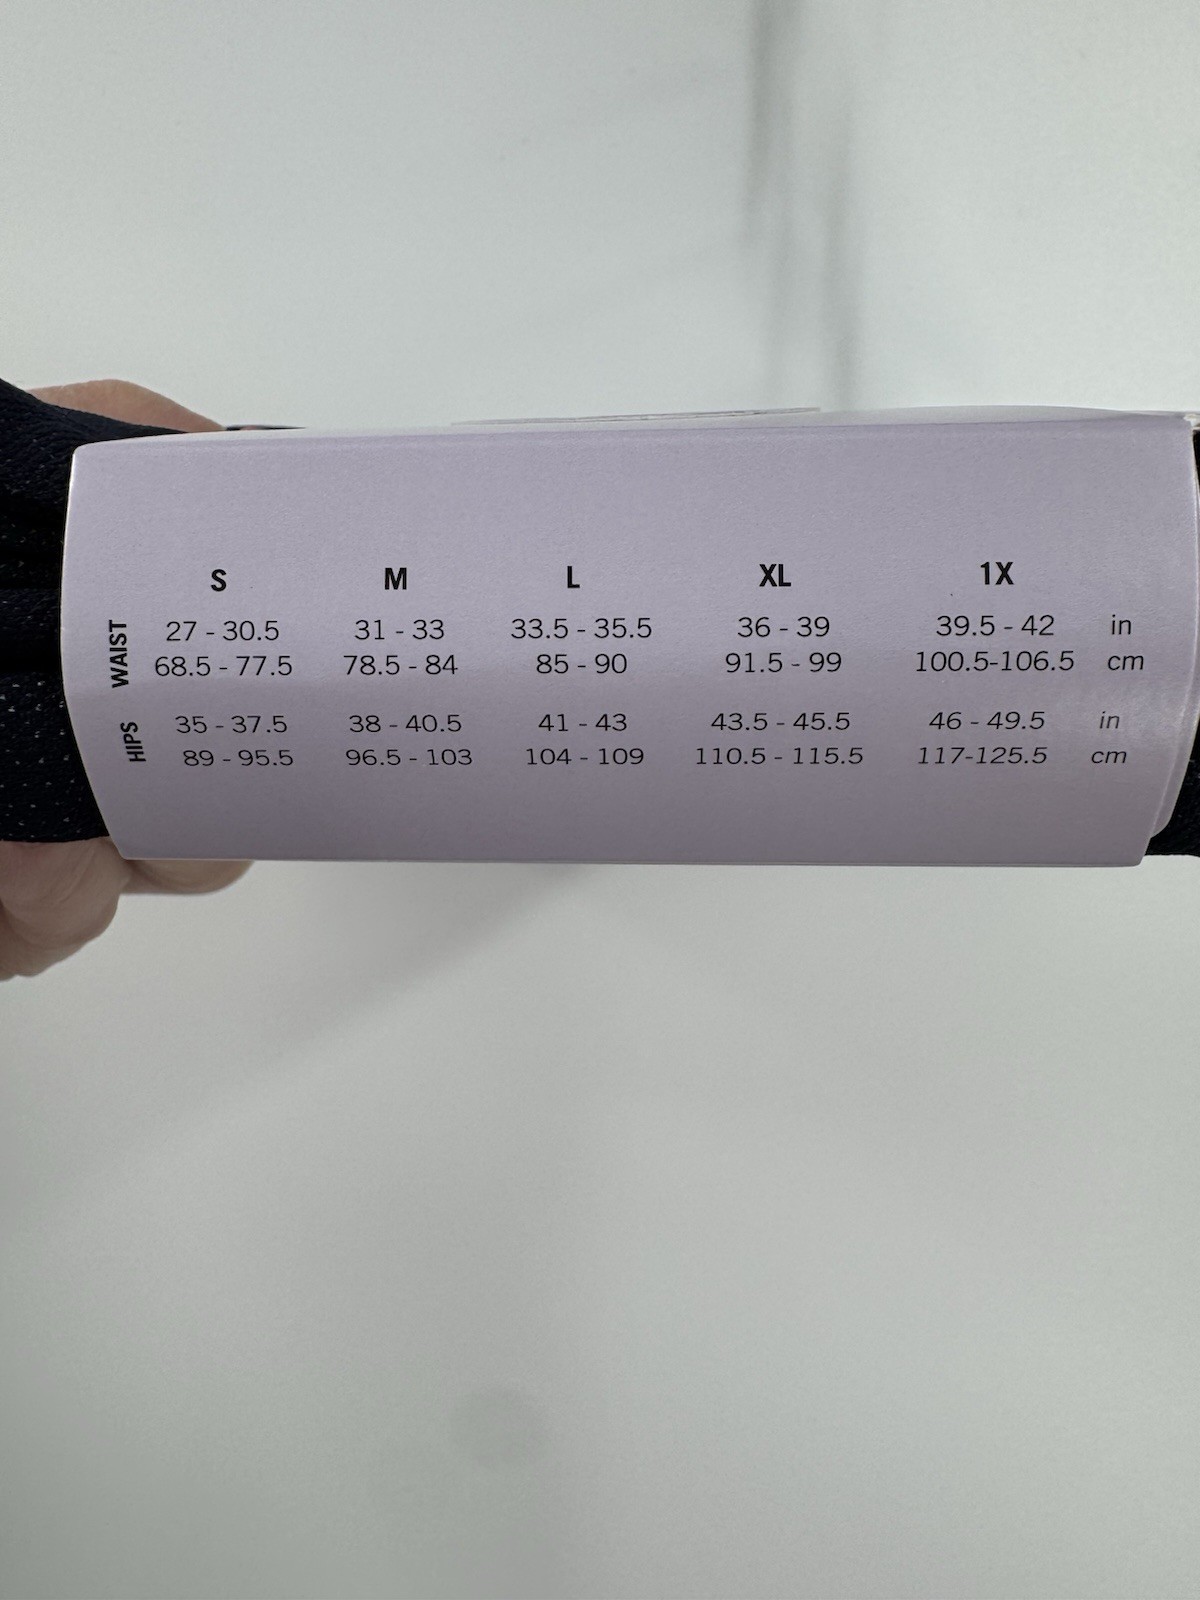 S M L XL 1X
WAIST 27 - 30.5 31 - 33 33.5 - 35.5 36 - 39 39.5 - 42 in
68.5 - 77.5 78.5 - 84 85 - 90 91.5 - 99 100.5-106.5 cm
HIPS 35 - 37.5 38 - 40.5 41 - 43 43.5 - 45.5 46 - 49.5 in
89 - 95.5 96.5 - 103 104 - 109 110.5 - 115.5 117-125.5 cm